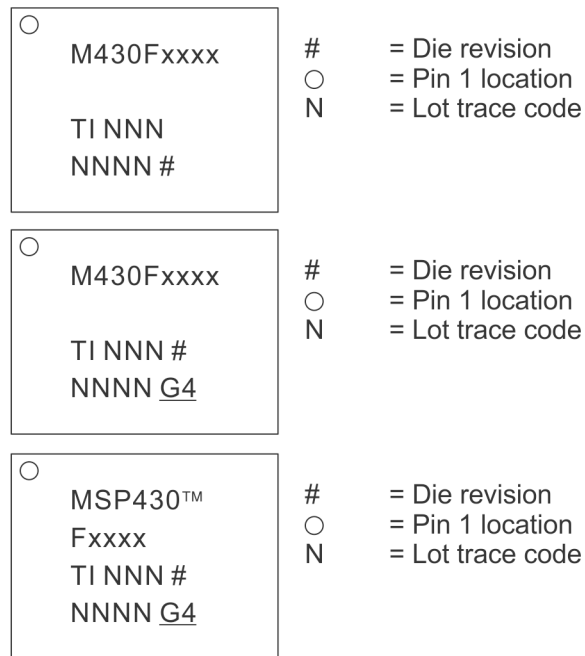 M430Fxxxx
TI NNN
NNNN #
# = Die revision
○ = Pin 1 location
N = Lot trace code
M430Fxxxx
TI NNN #
NNNN G4
# = Die revision
○ = Pin 1 location
N = Lot trace code
MSP430™
Fxxxx
TI NNN #
NNNN G4
# = Die revision
○ = Pin 1 location
N = Lot trace code